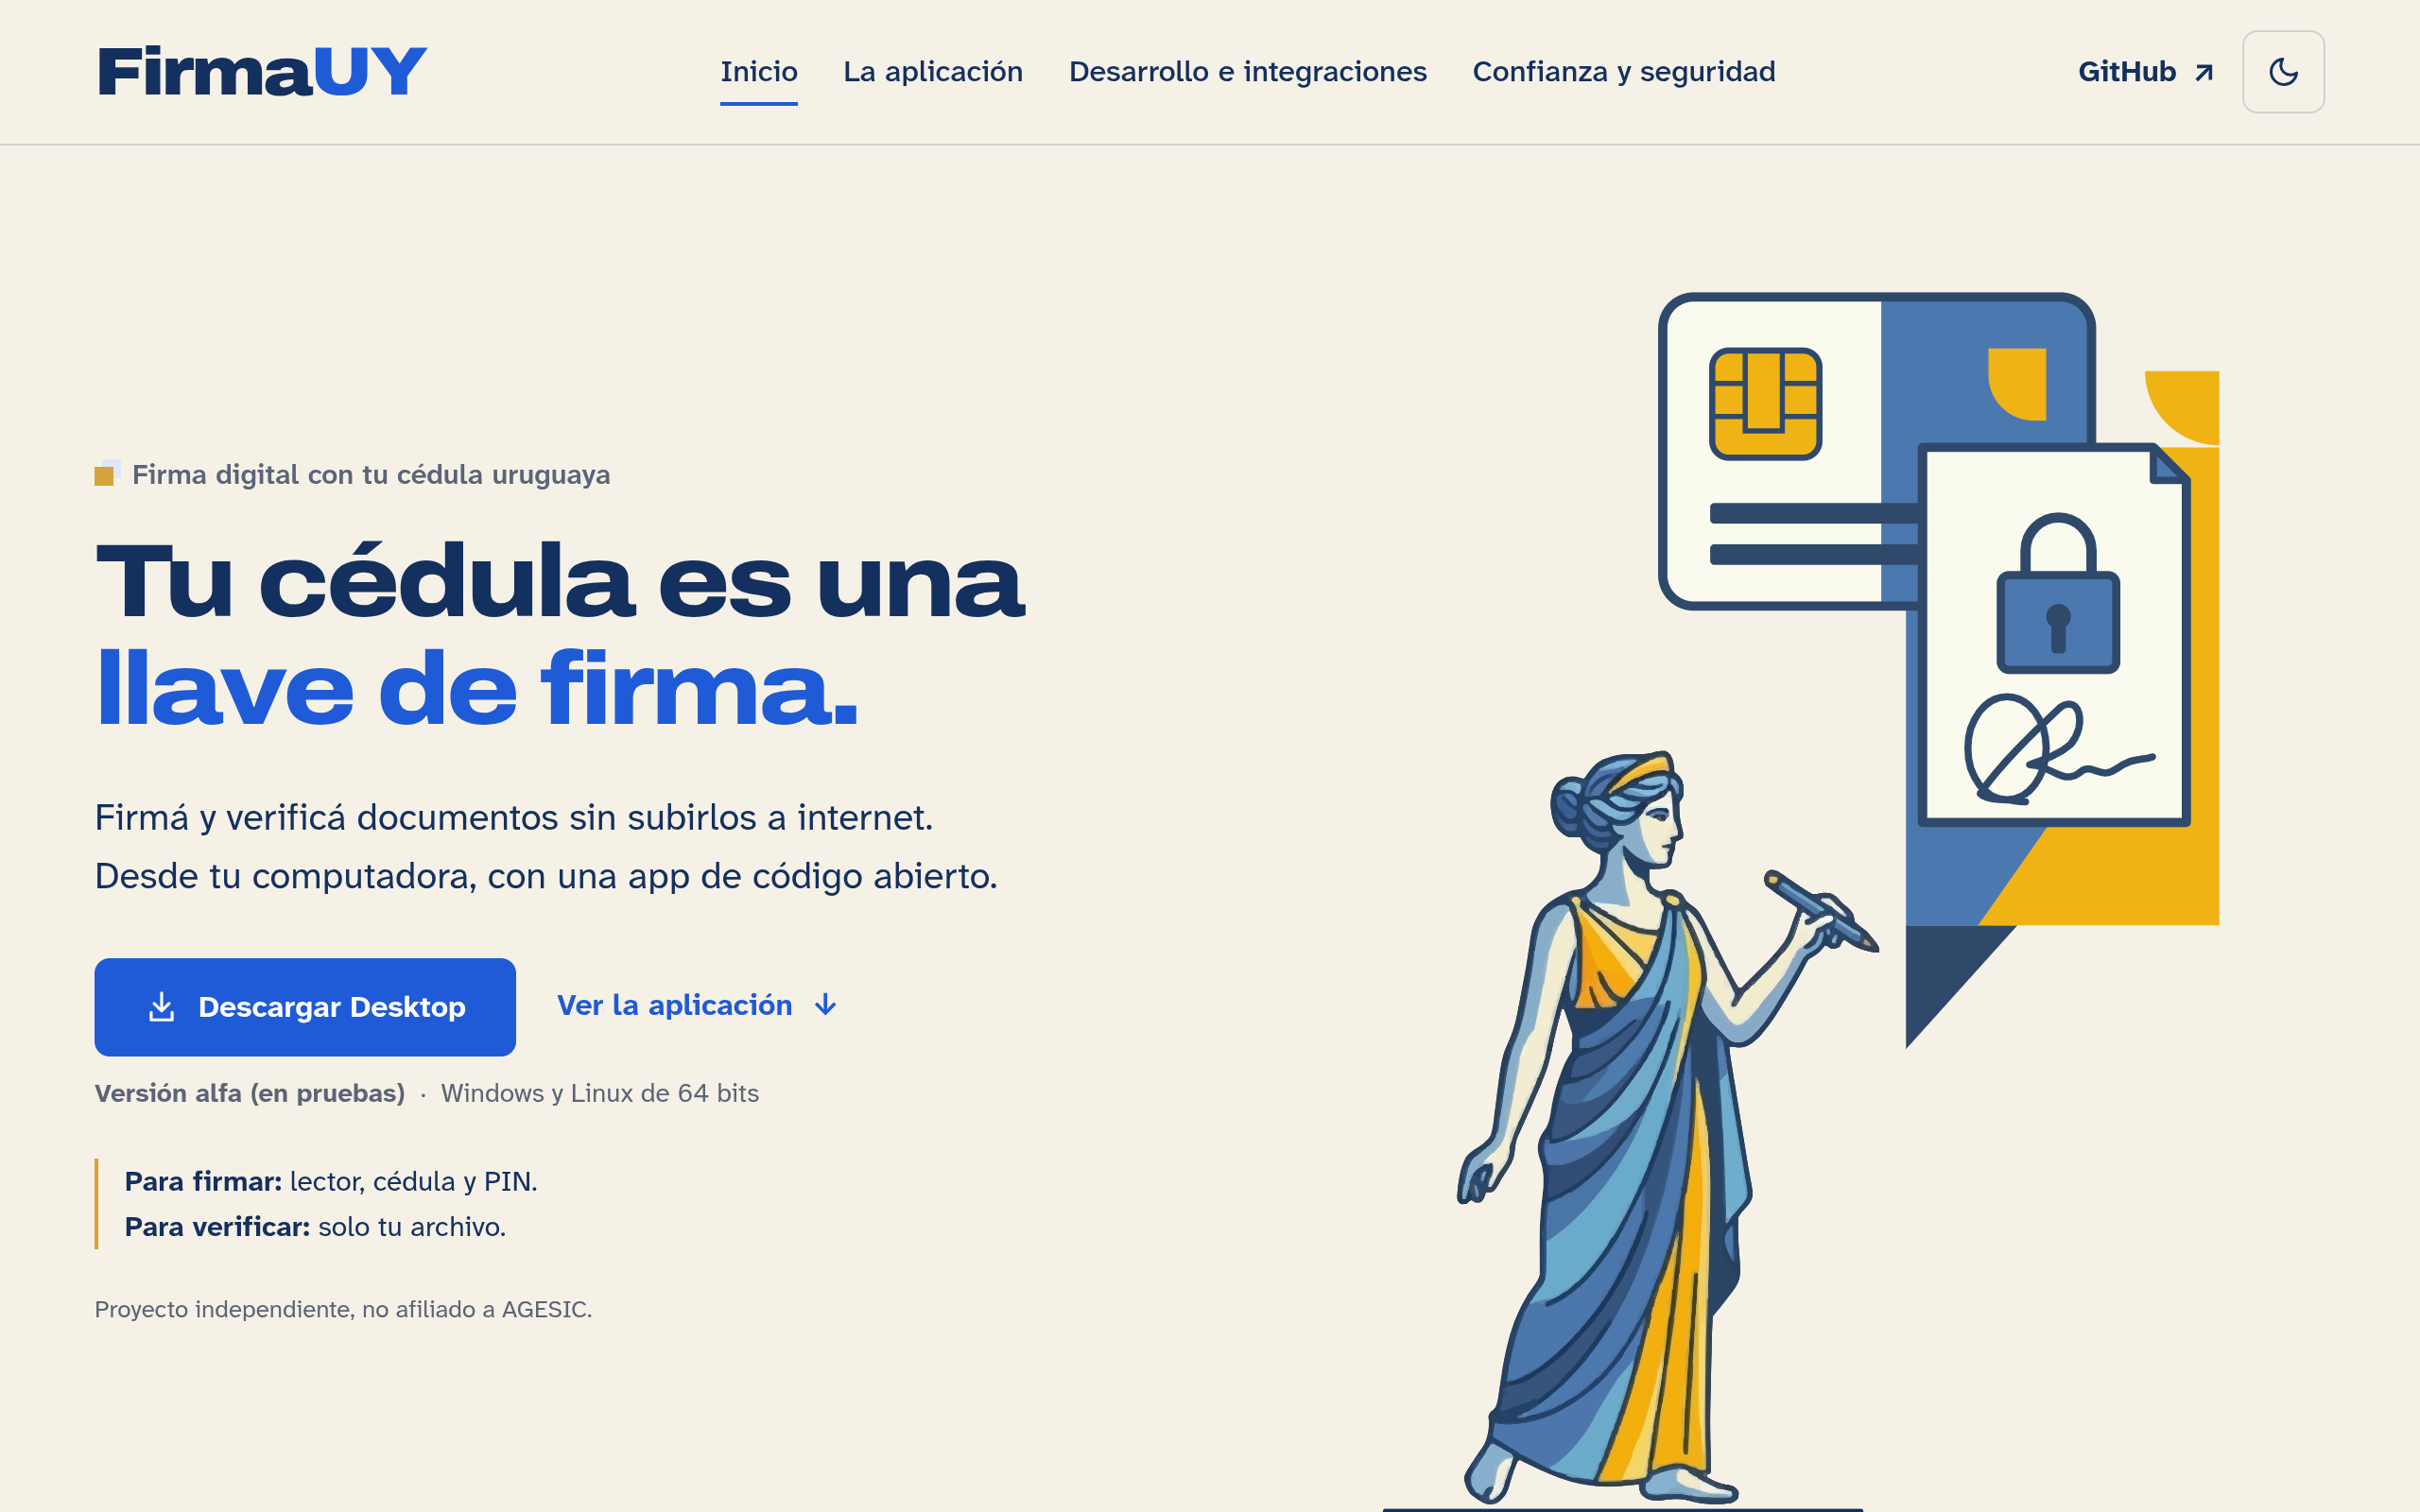 FirmaUY
Inicio
La aplicación
Desarrollo e integraciones
Confianza y seguridad
GitHub
Firma digital con tu cédula uruguaya
Tu cédula es una
llave de firma.
Firmá y verificá documentos sin subirlos a internet.
Desde tu computadora, con una app de código abierto.
Descargar Desktop
Ver la aplicación
Versión alfa (en pruebas) · Windows y Linux de 64 bits
Para firmar: lector, cédula y PIN.
Para verificar: solo tu archivo.
Proyecto independiente, no afiliado a AGESIC.